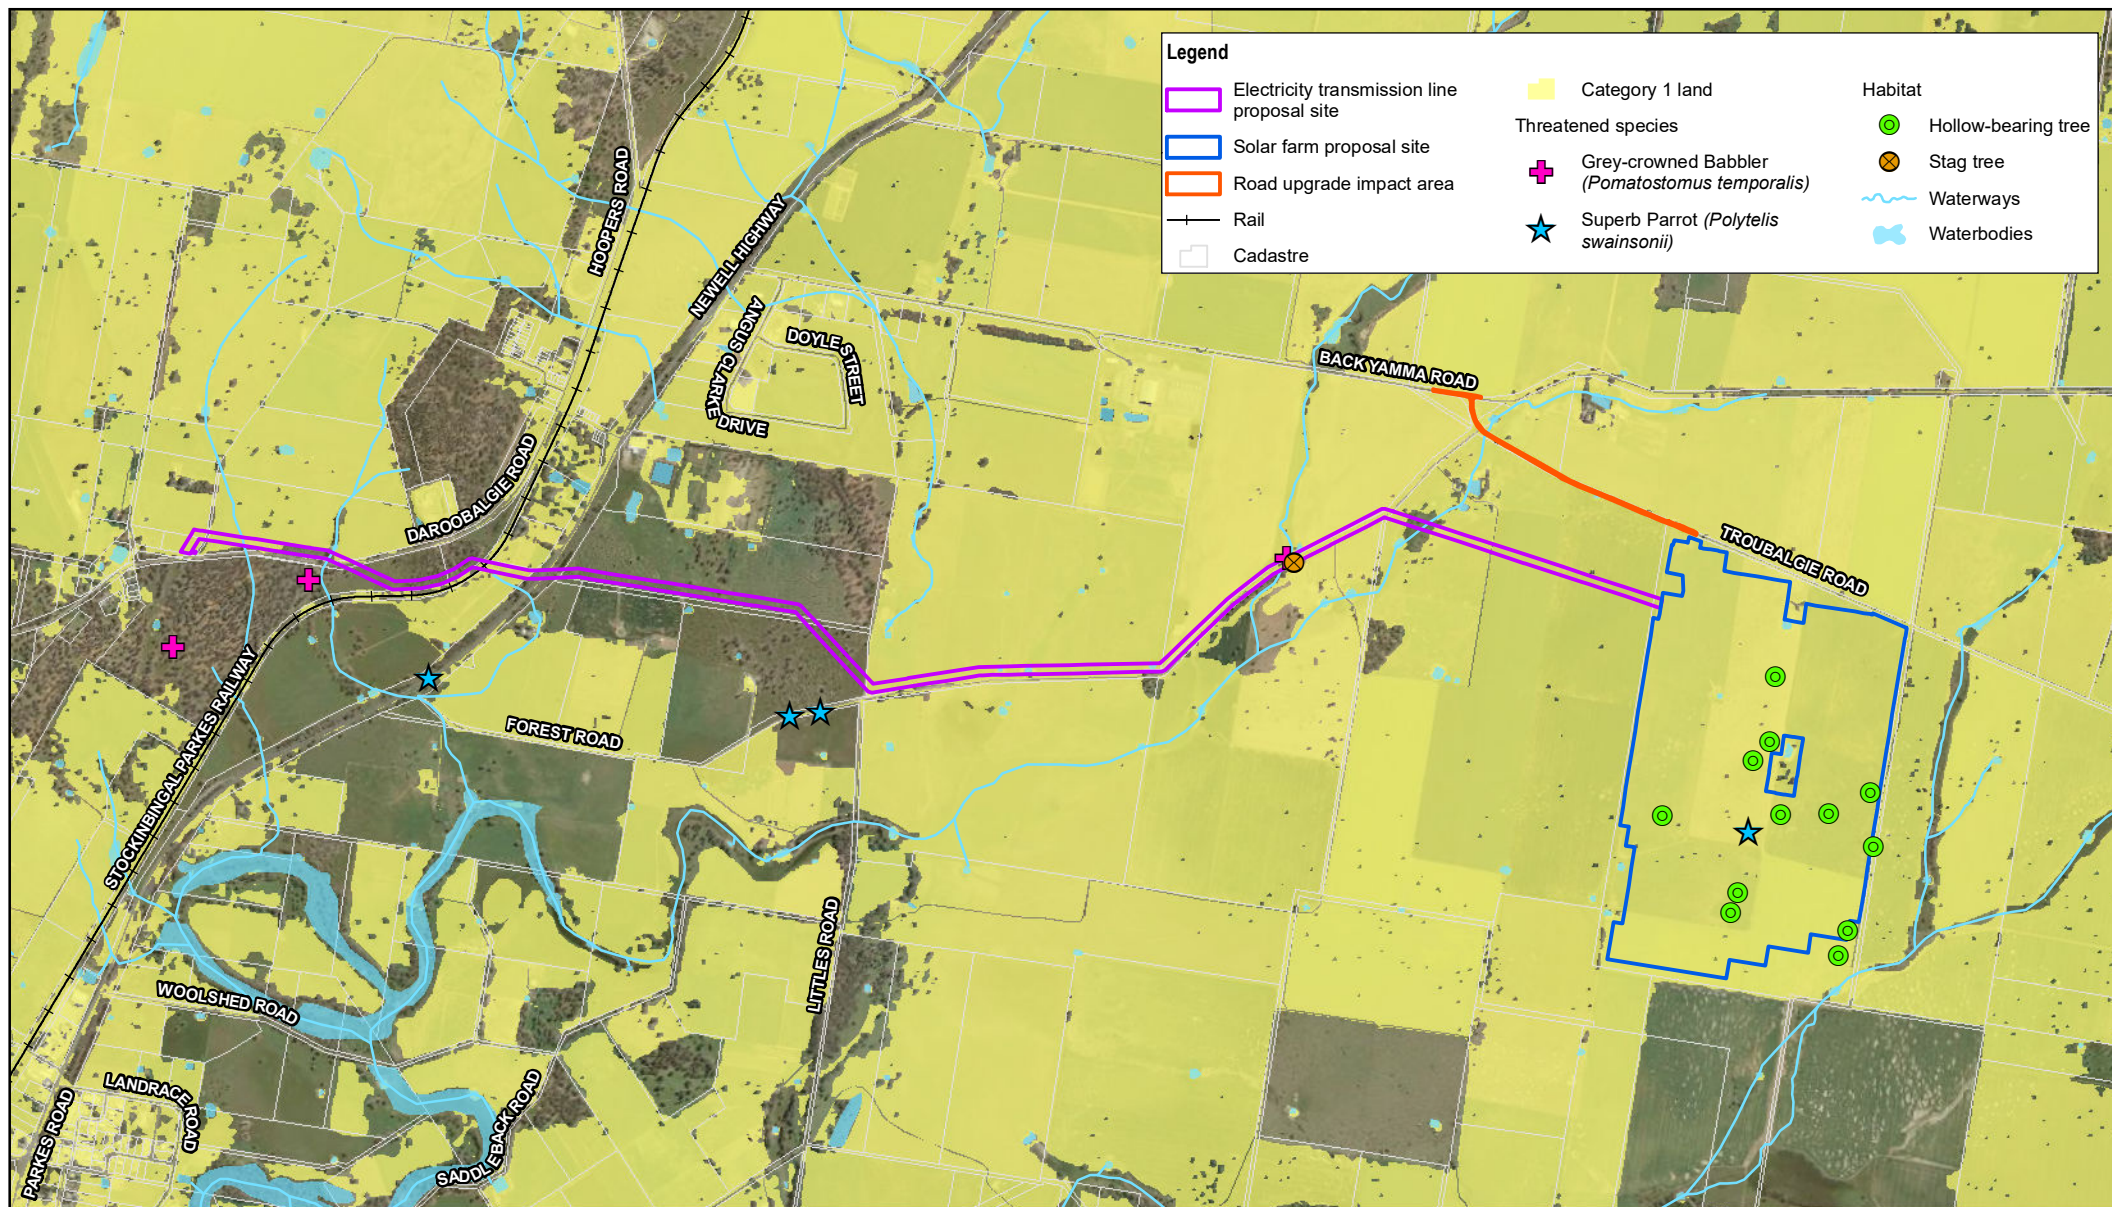 Legend
Electricity transmission line
proposal site
Solar farm proposal site
Road upgrade impact area
Rail
Cadastre
Category 1 land
Threatened species
Grey-crowned Babbler
(Pomatostomus temporalis)
Superb Parrot (Polytelis
swainsonii)
Habitat
Hollow-bearing tree
Stag tree
Waterways
Waterbodies
HOOPERS ROAD
NEWELL HIGHWAY
ANGUS CLARKE
DRIVE
DOYLE STREET
BACK YAMMA ROAD
DAROOBALGIE ROAD
TROUBALGIE ROAD
STOCKINBINGAL PARKES RAILWAY
FOREST ROAD
LITTLES ROAD
WOOLSHED ROAD
LANDRACE ROAD
SADDLEBACK ROAD
PARKES ROAD